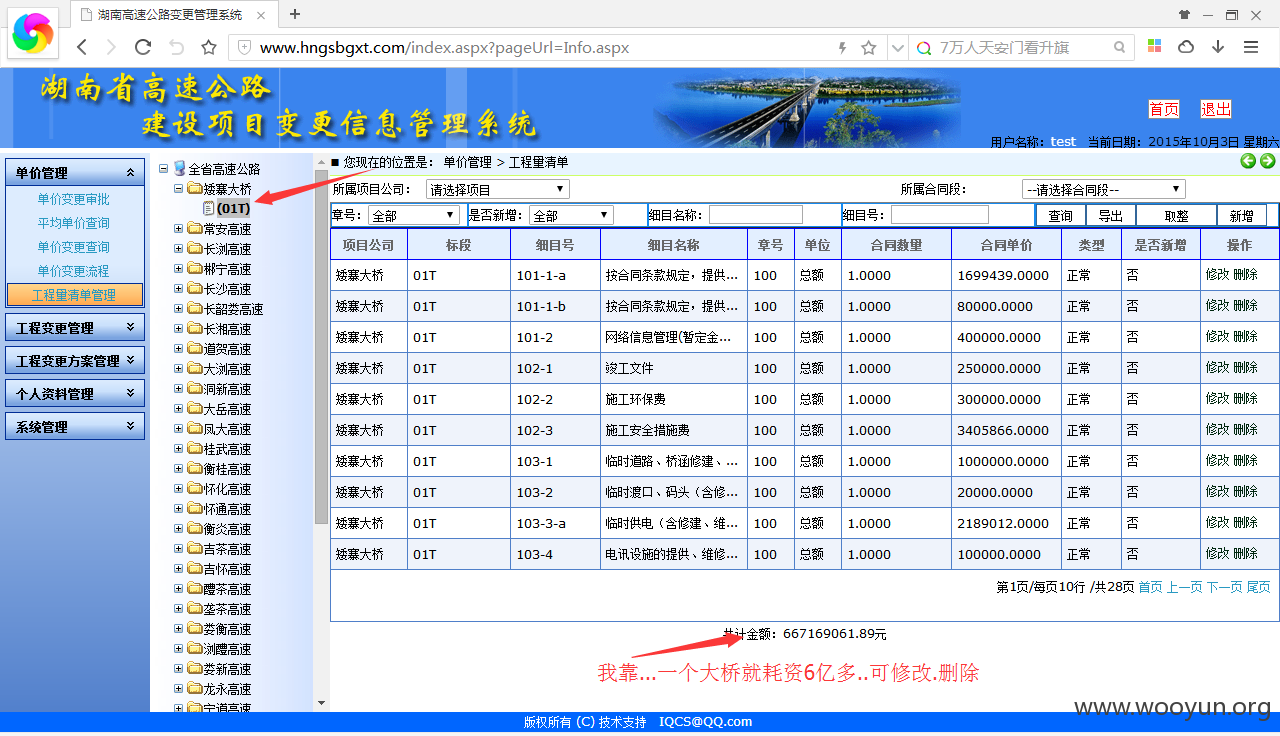 湖南高速公路变更管理系统
www.hngsbgxt.com/index.aspx?pageUrl=Info.aspx
7万人天安门看升旗
湖南省高速公路
建设项目变更信息管理系统
首页 退出
用户名称：test 当前日期：2015年10月3日 星期六
单价管理
单价变更审批
平均单价查询
单价变更查询
单价变更流程
工程量清单管理
工程变更管理
工程变更方案管理
个人资料管理
系统管理
全省高速公路
矮寨大桥
(01T)
常安高速
长浏高速
郴宁高速
长沙高速
长韶娄高速
长湘高速
道贺高速
大浏高速
洞新高速
大岳高速
凤大高速
桂武高速
衡桂高速
怀化高速
怀通高速
衡炎高速
吉茶高速
吉怀高速
醴茶高速
垄茶高速
娄衡高速
浏醴高速
娄新高速
龙永高速
宁道高速
■ 您现在的位置是： 单价管理 > 工程量清单
所属项目公司： 请选择项目 所属合同段： --请选择合同段--
章号： 全部 是否新增： 全部 细目名称： 细目号： 查询 导出 取整 新增
项目公司 标段 细目号 细目名称 章号 单位 合同数量 合同单价 类型 是否新增 操作
矮寨大桥 01T 101-1-a 按合同条款规定，提供... 100 总额 1.0000 1699439.0000 正常 否 修改 删除
矮寨大桥 01T 101-1-b 按合同条款规定，提供... 100 总额 1.0000 80000.0000 正常 否 修改 删除
矮寨大桥 01T 101-2 网络信息管理(暂定金... 100 总额 1.0000 400000.0000 正常 否 修改 删除
矮寨大桥 01T 102-1 竣工文件 100 总额 1.0000 250000.0000 正常 否 修改 删除
矮寨大桥 01T 102-2 施工环保费 100 总额 1.0000 300000.0000 正常 否 修改 删除
矮寨大桥 01T 102-3 施工安全措施费 100 总额 1.0000 3405866.0000 正常 否 修改 删除
矮寨大桥 01T 103-1 临时道路、桥涵修建、... 100 总额 1.0000 1000000.0000 正常 否 修改 删除
矮寨大桥 01T 103-2 临时渡口、码头（含修... 100 总额 1.0000 20000.0000 正常 否 修改 删除
矮寨大桥 01T 103-3-a 临时供电（含修建、维... 100 总额 1.0000 2189012.0000 正常 否 修改 删除
矮寨大桥 01T 103-4 电讯设施的提供、维修... 100 总额 1.0000 100000.0000 正常 否 修改 删除
第1页/每页10行 /共28页 首页 上一页 下一页 尾页
共计金额：667169061.89元
我靠...一个大桥就耗资6亿多..可修改.删除
www.wooyun.org
版权所有 (C) 技术支持 IQCS@QQ.com